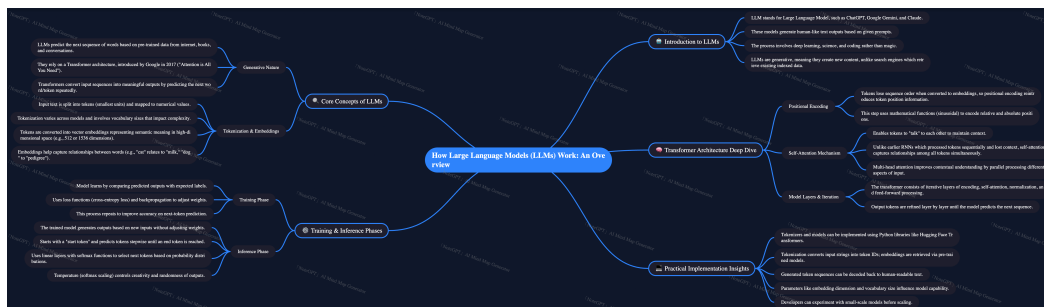 LLMs predict the next sequence of words based on pre-trained data from internet, books,
and conversations.
They rely on a Transformer architecture, introduced by Google in 2017 ("Attention is All
You Need").
Transformers convert input sequences into meaningful outputs by predicting the next wo
rd/token repeatedly.
Generative Nature
Input text is split into tokens (smallest units) and mapped to numerical values.
Tokenization varies across models and involves vocabulary sizes that impact complexity.
Tokens are converted into vector embeddings representing semantic meaning in high-di
mensional space (e.g., 512 or 1536 dimensions).
Embeddings help capture relationships between words (e.g., "cat" relates to "milk," "dog
" to "pedigree").
Tokenization & Embeddings
Core Concepts of LLMs
Model learns by comparing predicted outputs with expected labels.
Uses loss functions (cross-entropy loss) and backpropagation to adjust weights.
This process repeats to improve accuracy on next-token prediction.
Training Phase
The trained model generates outputs based on new inputs without adjusting weights.
Starts with a "start token" and predicts tokens stepwise until an end token is reached.
Uses linear layers with softmax functions to select next tokens based on probability distri
butions.
Temperature (softmax scaling) controls creativity and randomness of outputs.
Inference Phase
Training & Inference Phases
How Large Language Models (LLMs) Work: An Ove
rview
Introduction to LLMs
LLM stands for Large Language Model, such as ChatGPT, Google Gemini, and Claude.
These models generate human-like text outputs based on given prompts.
The process involves deep learning, science, and coding rather than magic.
LLMs are generative, meaning they create new content, unlike search engines which retr
ieve existing indexed data.
Transformer Architecture Deep Dive
Positional Encoding
Tokens lose sequence order when converted to embeddings, so positional encoding reintr
oduces token position information.
This step uses mathematical functions (sinusoidal) to encode relative and absolute positi
ons.
Self-Attention Mechanism
Enables tokens to "talk" to each other to maintain context.
Unlike earlier RNNs which processed tokens sequentially and lost context, self-attention
captures relationships among all tokens simultaneously.
Multi-head attention improves contextual understanding by parallel processing different
aspects of input.
Model Layers & Iteration
The transformer consists of iterative layers of encoding, self-attention, normalization, an
d feed-forward processing.
Output tokens are refined layer by layer until the model predicts the next sequence.
Practical Implementation Insights
Tokenizers and models can be implemented using Python libraries like Hugging Face Tr
ansformers.
Tokenization converts input strings into token IDs; embeddings are retrieved via pre-trai
ned models.
Generated token sequences can be decoded back to human-readable text.
Parameters like embedding dimension and vocabulary size influence model capability.
Developers can experiment with small-scale models before scaling.